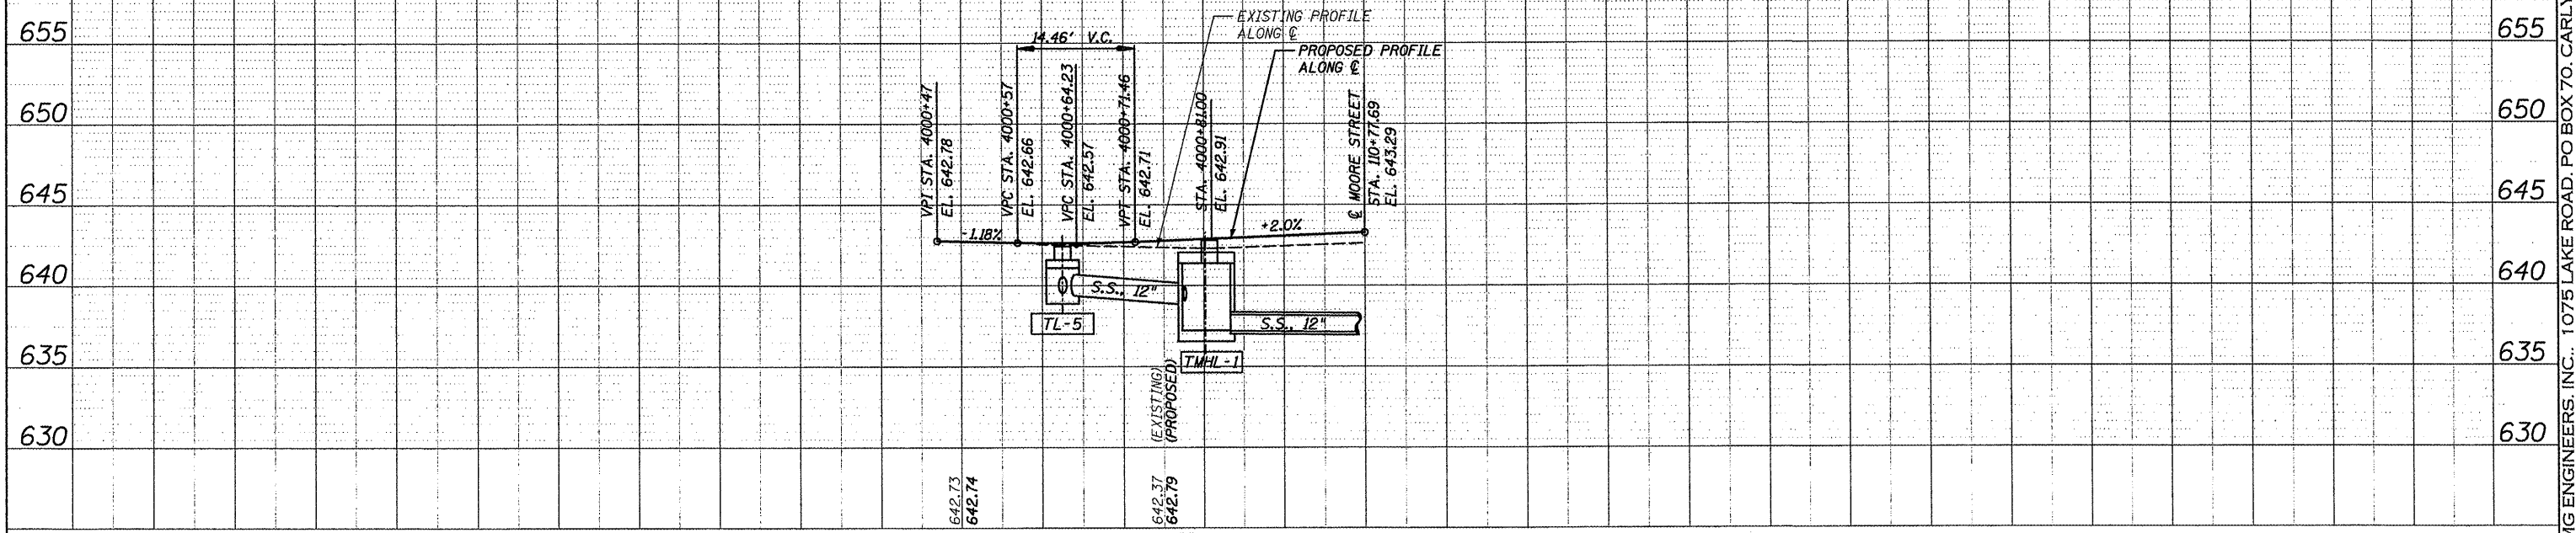 655
650
645
640
635
630
EXISTING PROFILE
ALONG ℄
14.46' V.C.
PROPOSED PROFILE
ALONG ℄
VPT STA. 4000+47
EL. 642.78
VPC STA. 4000+57
EL. 642.66
VPC STA. 4000+64.23
EL. 642.57
VPT STA. 4000+71.46
EL. 642.71
STA. 4000+81.00
EL. 642.91
℄ MOORE STREET
STA. 110+77.69
EL. 643.29
-1.18%
+2.0%
S.S., 12"
S.S., 12"
TL-5
TMHL-1
(EXISTING)
(PROPOSED)
642.73
642.74
642.37
642.79
655
650
645
640
635
630
MG ENGINEERS, INC., 1075 LAKE ROAD, PO BOX 70, CARLY